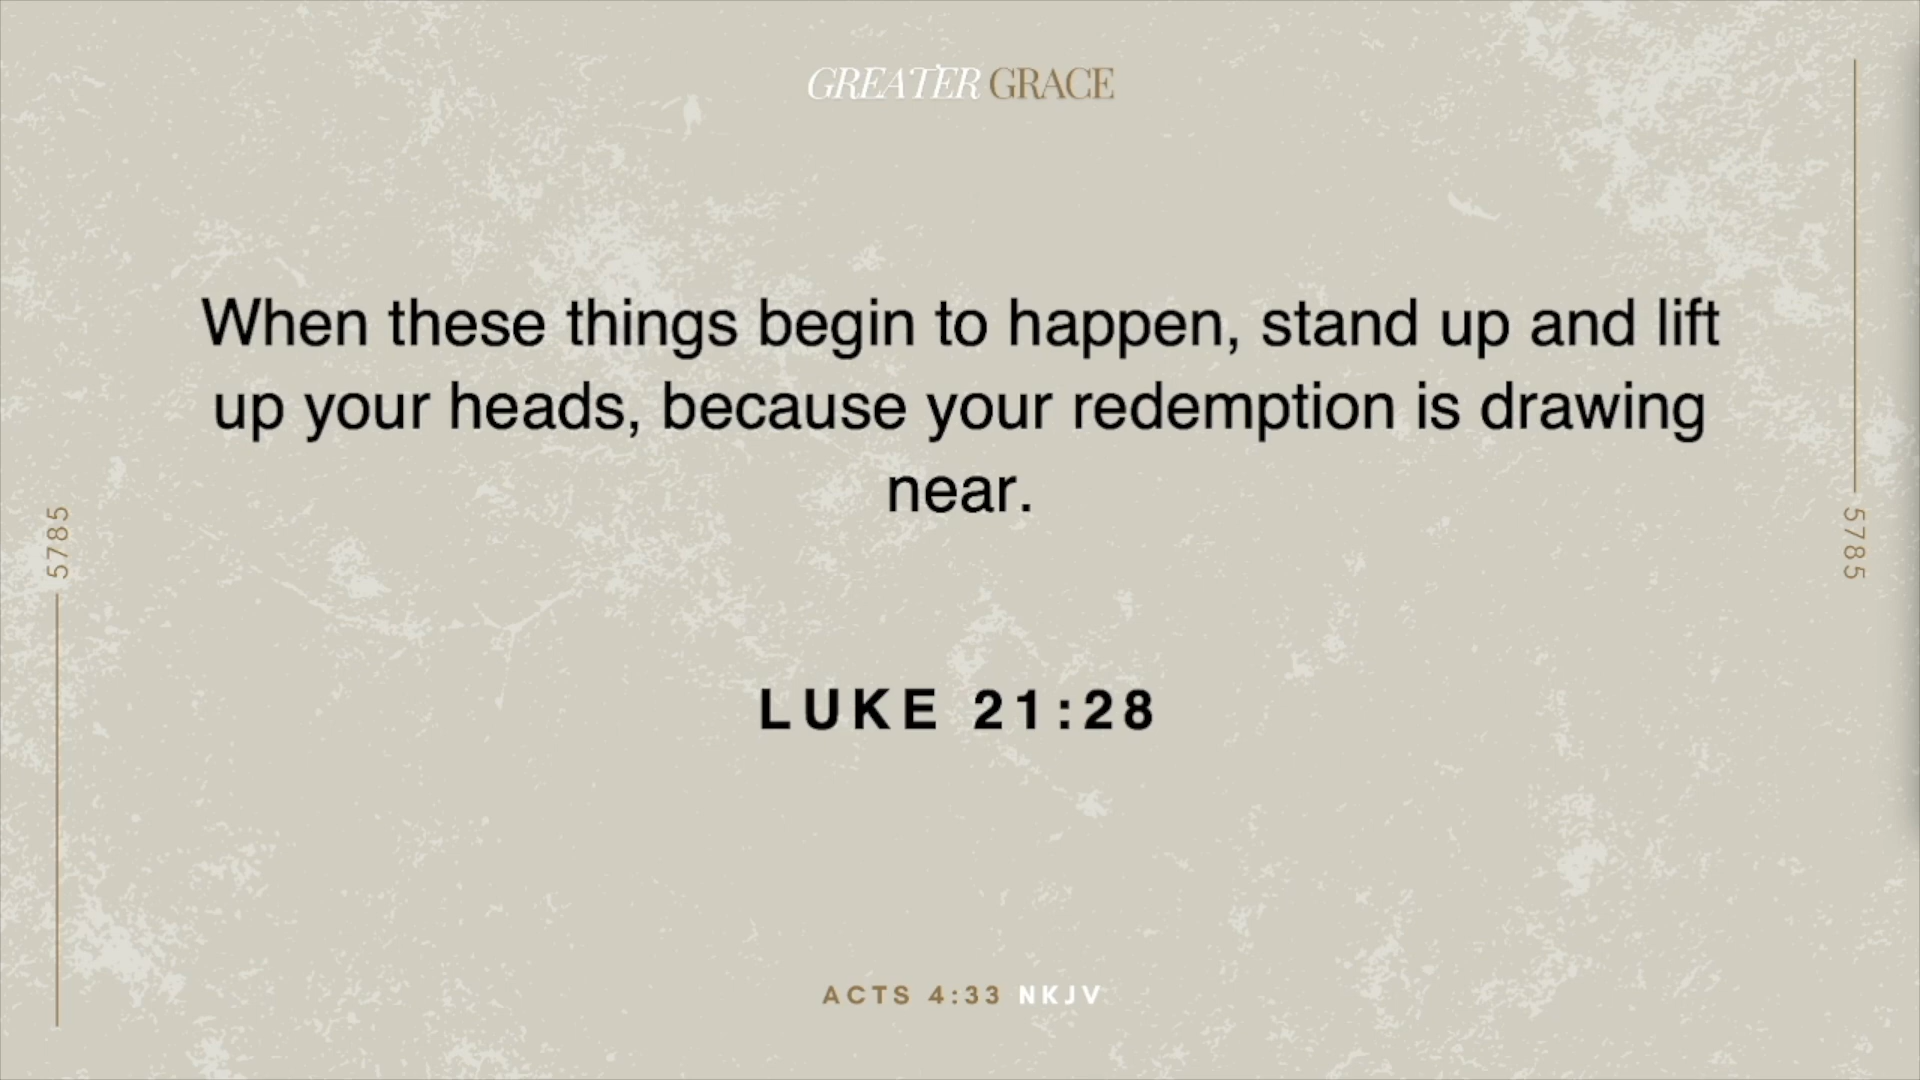 GREATER GRACE
When these things begin to happen, stand up and lift
up your heads, because your redemption is drawing
near.
5785
5785
LUKE 21:28
ACTS 4:33 NKJV